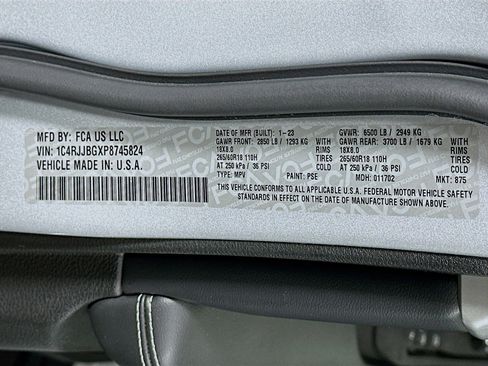 MFD BY: FCA US LLC
VIN: 1C4RJJBGXP8745824
VEHICLE MADE IN: U.S.A.
DATE OF MFR (BUILT): 1-23 GVWR: 6500 LB / 2949 KG
GAWR FRONT: 2850 LB / 1293 KG WITH GAWR REAR: 3700 LB / 1679 KG WITH
18X8.0 RIMS 18X8.0 RIMS
265/60R18 110H TIRES 265/60R18 110H TIRES
AT 250 kPa / 36 PSI COLD AT 250 kPa / 36 PSI COLD
TYPE: MPV PAINT: PSE MDH: 011702 MKT: 875
THIS VEHICLE CONFORMS TO ALL APPLICABLE U.S.A. FEDERAL MOTOR VEHICLE SAFETY
STANDARDS IN EFFECT ON THE DATE OF MANUFACTURE SHOWN ABOVE.